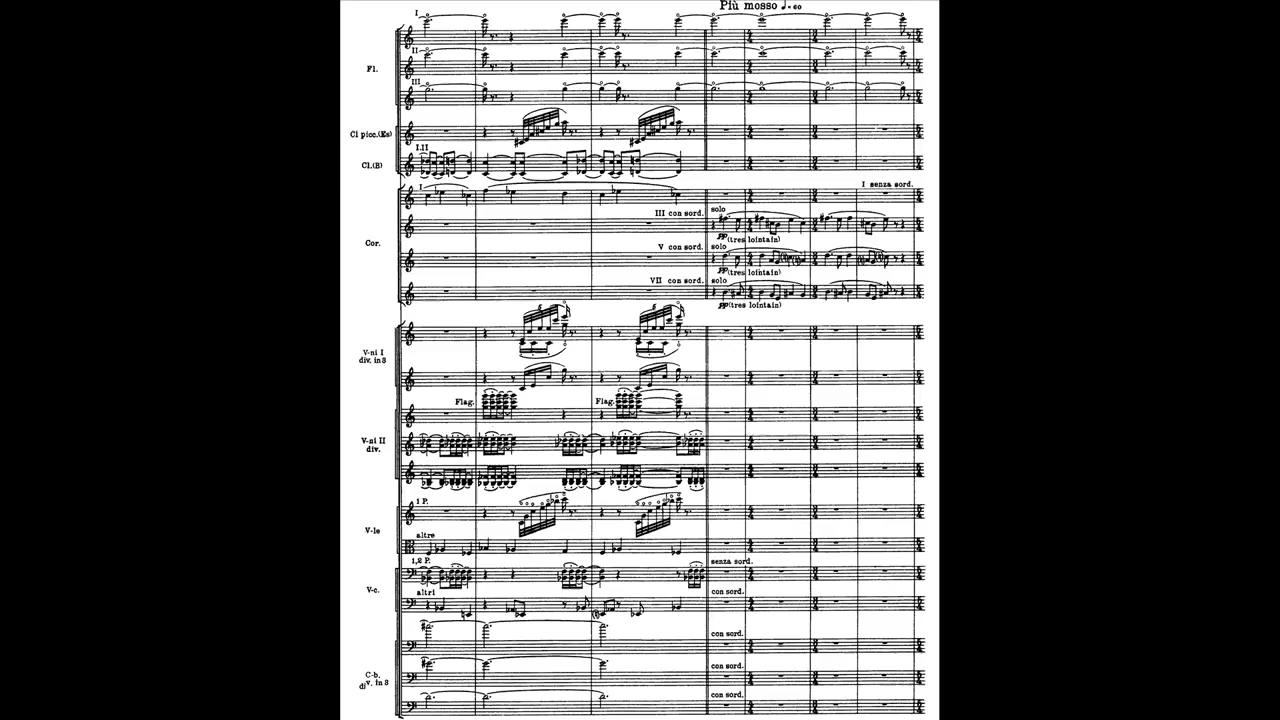 Più mosso ♩= 60
I
II
Fl.
III
Cl picc.(Es)
I.II
Cl.(B)
I
I senza sord.
III con sord.
solo
pp (tres lointain)
Cor.
V con sord.
solo
pp (tres lointain)
VII con sord.
solo
pp (tres lointain)
V-ni I
div. in 3
Flag.
Flag.
V-ni II
div.
1 P.
V-le
altre
1,2 P.
senza sord.
V-c.
altri
con sord.
con sord.
C-b.
div. in 3
con sord.
con sord.